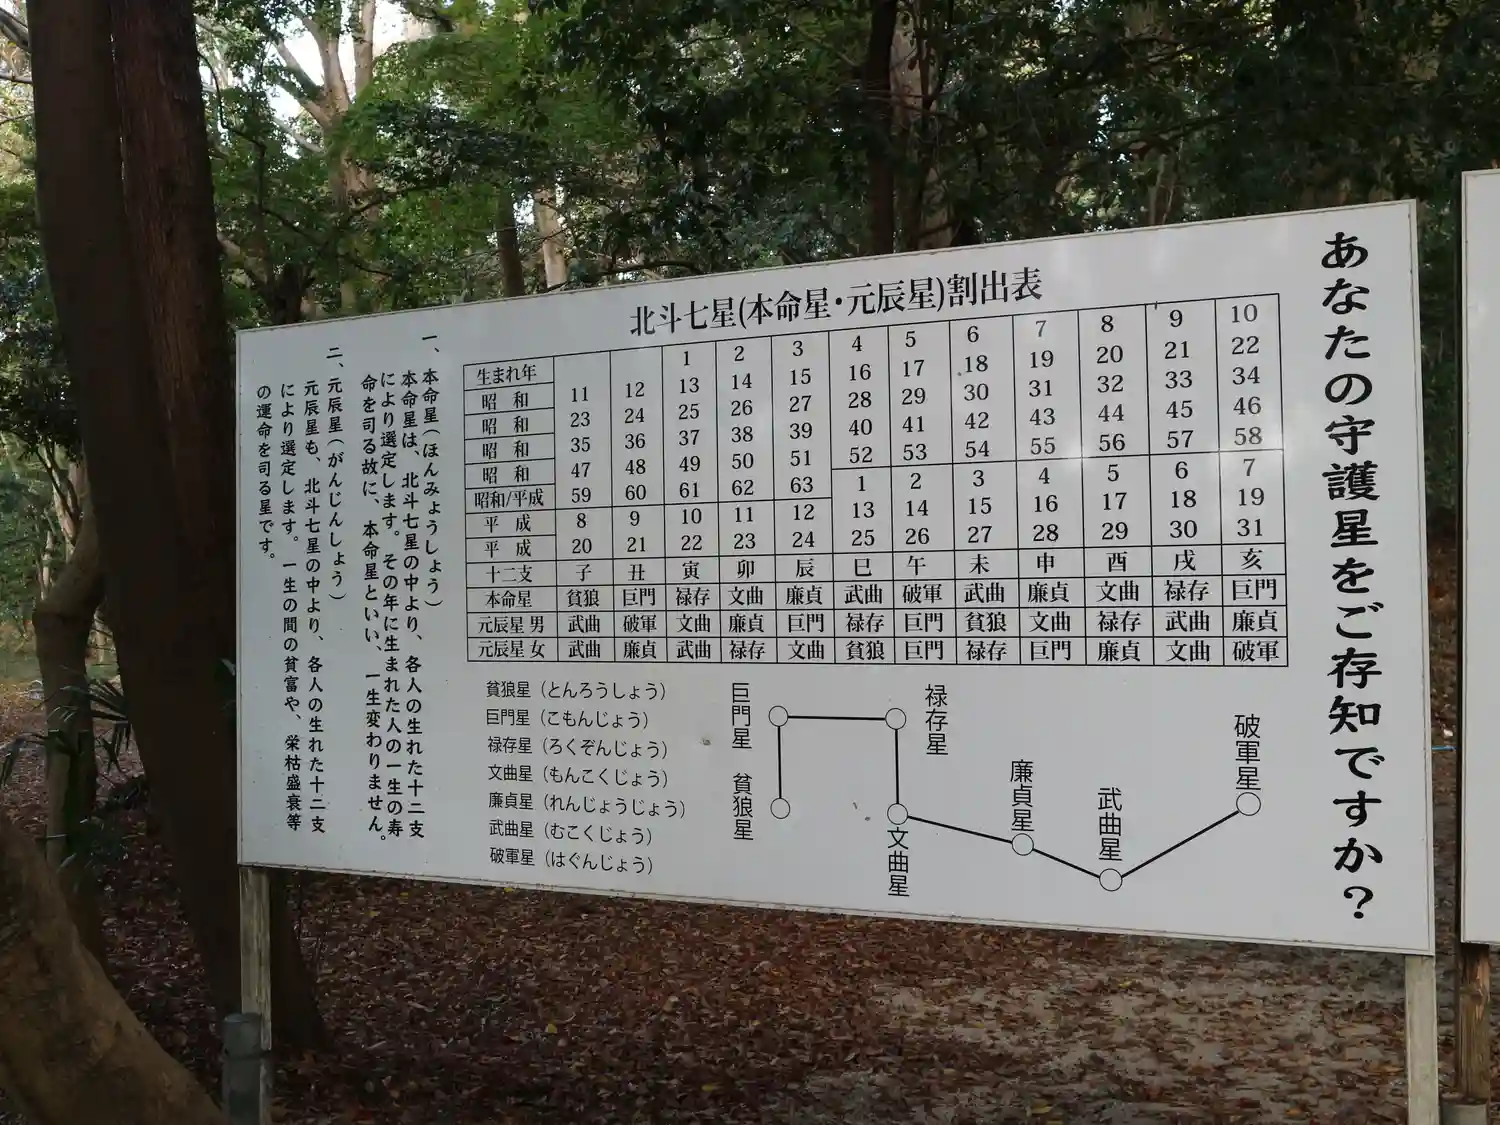 あなたの守護星をご存知ですか?
北斗七星(本命星・元辰星)割出表
生まれ年 1 2 3 4 5 6 7 8 9 10
昭和 11 12 13 14 15 16 17 18 19 20 21 22
昭和 23 24 25 26 27 28 29 30 31 32 33 34
昭和 35 36 37 38 39 40 41 42 43 44 45 46
昭和 47 48 49 50 51 52 53 54 55 56 57 58
昭和/平成 59 60 61 62 63 1 2 3 4 5 6 7
平成 8 9 10 11 12 13 14 15 16 17 18 19
平成 20 21 22 23 24 25 26 27 28 29 30 31
十二支 子 丑 寅 卯 辰 巳 午 未 申 酉 戌 亥
本命星 貧狼 巨門 禄存 文曲 廉貞 武曲 破軍 武曲 廉貞 文曲 禄存 巨門
元辰星 男 武曲 破軍 文曲 廉貞 巨門 禄存 巨門 貧狼 文曲 禄存 武曲 廉貞
元辰星 女 武曲 廉貞 武曲 禄存 文曲 貧狼 巨門 禄存 巨門 廉貞 文曲 破軍
貧狼星(とんろうしょう)
巨門星(こもんじょう)
禄存星(ろくぞんじょう)
文曲星(もんこくじょう)
廉貞星(れんじょうじょう)
武曲星(むこくじょう)
破軍星(はぐんじょう)
巨門星
貧狼星
禄存星
文曲星
廉貞星
武曲星
破軍星
一、本命星(ほんみょうしょう)
本命星は、北斗七星の中より、各人の生れた十二支
により選定します。その年に生まれた人の一生の寿
命を司る故に、本命星といい、一生変わりません。
二、元辰星(がんじんしょう)
元辰星も、北斗七星の中より、各人の生れた十二支
により選定します。一生の間の貧富や、栄枯盛衰等
の運命を司る星です。